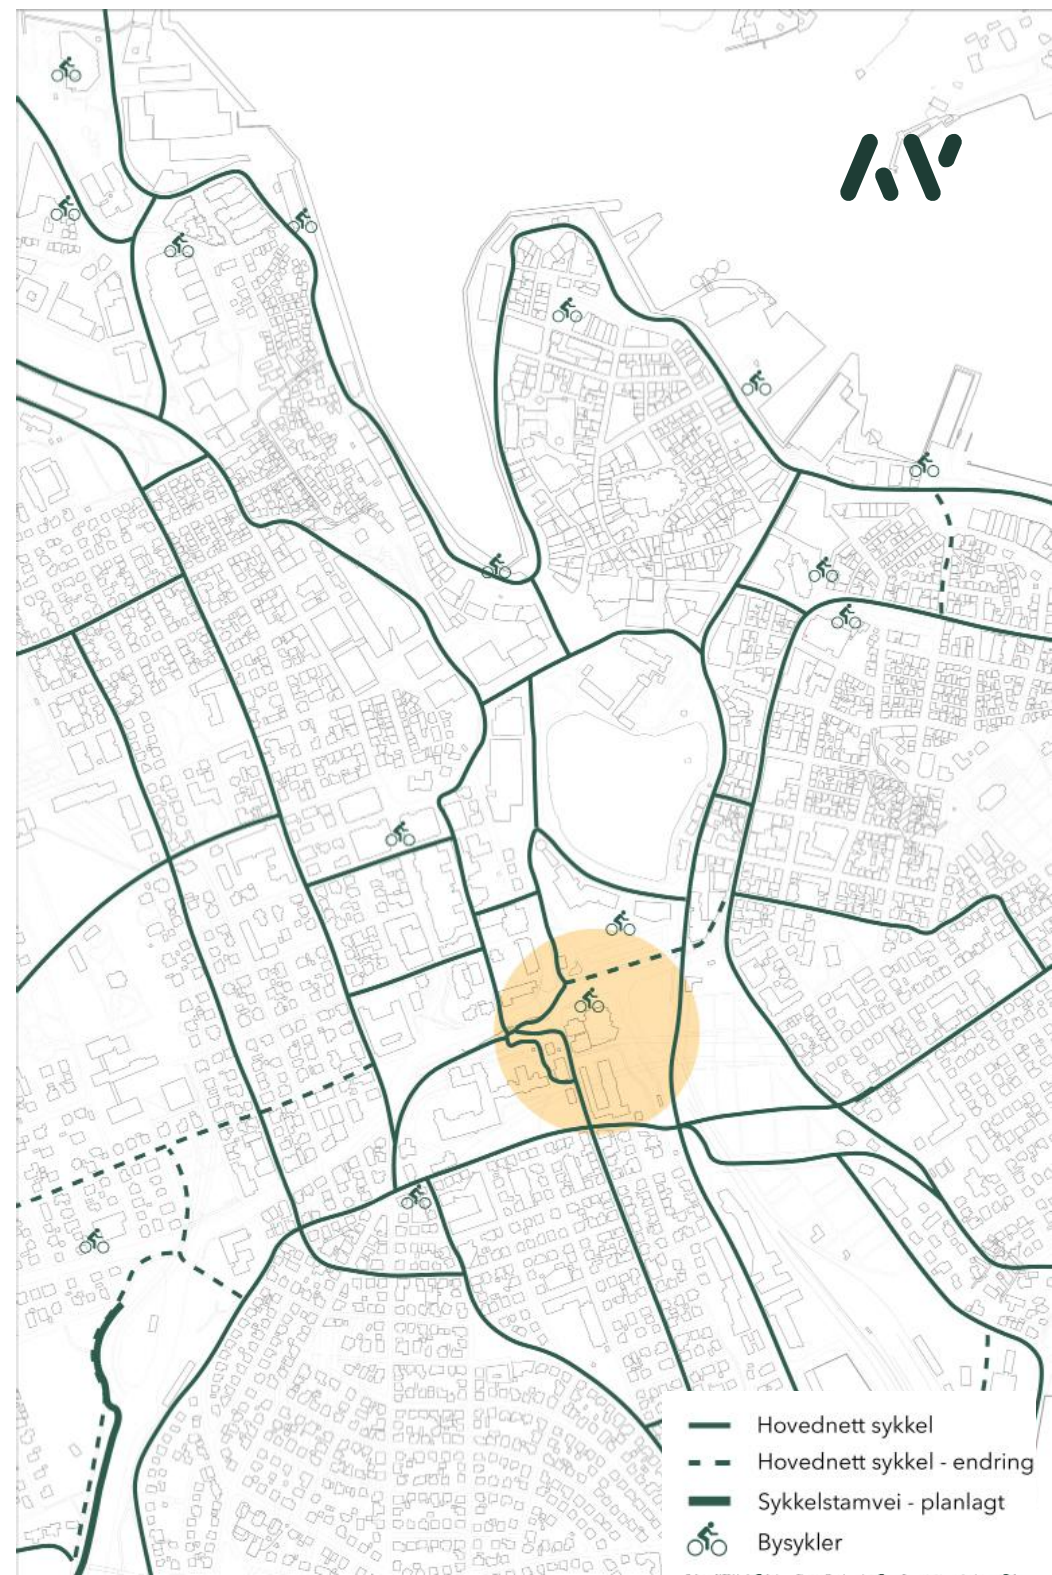 Hovednett sykkel
Hovednett sykkel - endring
Sykkelstamvei - planlagt
Bysykler